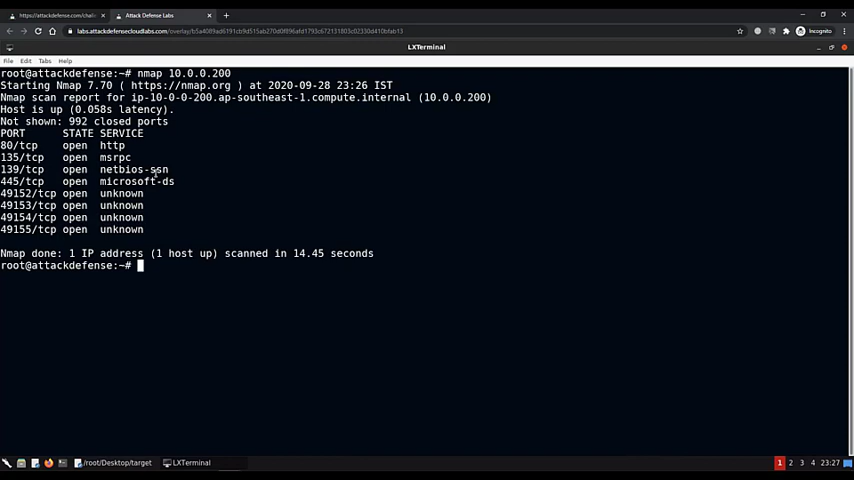 https://attackdefense.com/challe
Attack Defense Labs
Incognito
LXTerminal
File Edit Tabs Help
root@attackdefense:~# nmap 10.0.0.200
Starting Nmap 7.70 ( https://nmap.org ) at 2020-09-28 23:26 IST
Nmap scan report for ip-10-0-0-200.ap-southeast-1.compute.internal (10.0.0.200)
Host is up (0.058s latency).
Not shown: 992 closed ports
PORT STATE SERVICE
80/tcp open http
135/tcp open msrpc
139/tcp open netbios-ssn
445/tcp open microsoft-ds
49152/tcp open unknown
49153/tcp open unknown
49154/tcp open unknown
49155/tcp open unknown
Nmap done: 1 IP address (1 host up) scanned in 14.45 seconds
root@attackdefense:~#
/root/Desktop/target LXTerminal 1 2 3 4 23:27